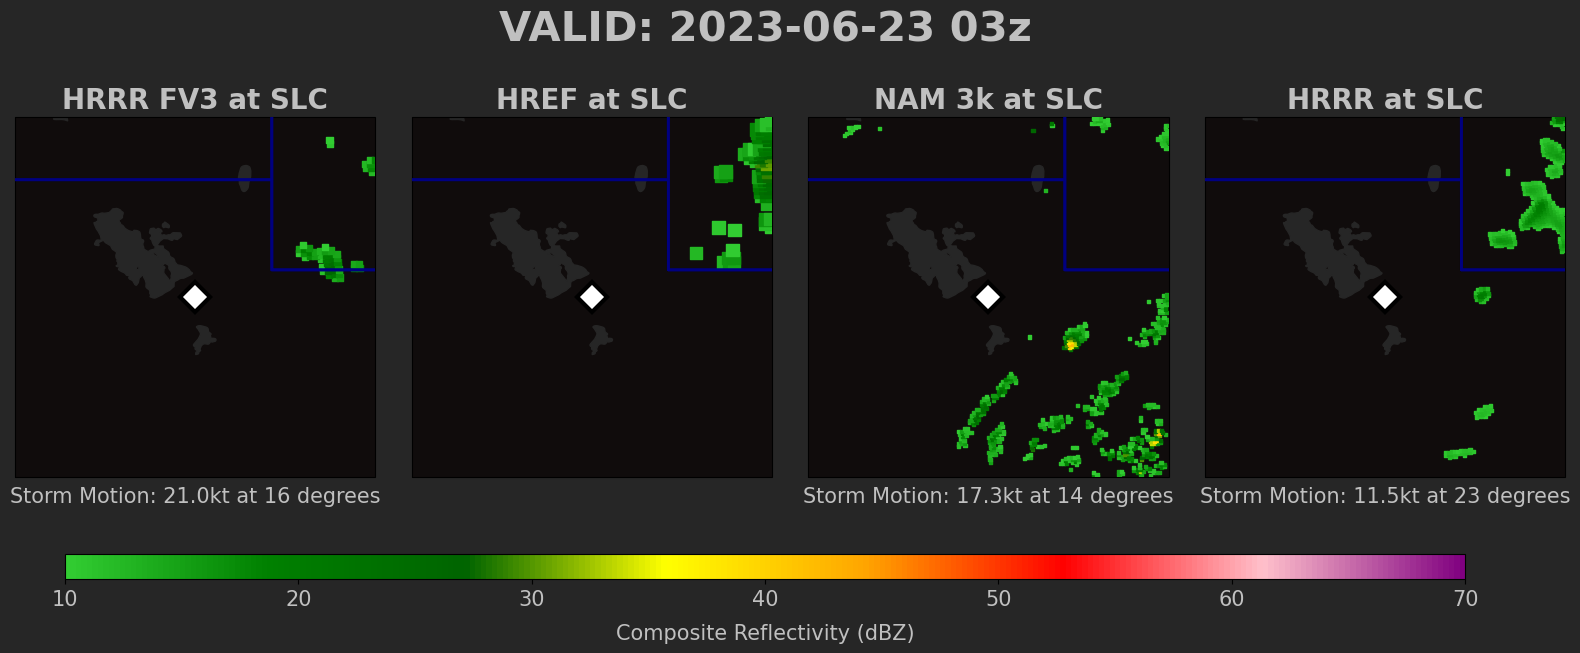 VALID: 2023-06-23 03z
HRRR FV3 at SLC
HREF at SLC
NAM 3k at SLC
HRRR at SLC
Storm Motion: 21.0kt at 16 degrees
Storm Motion: 17.3kt at 14 degrees
Storm Motion: 11.5kt at 23 degrees
10 20 30 40 50 60 70
Composite Reflectivity (dBZ)